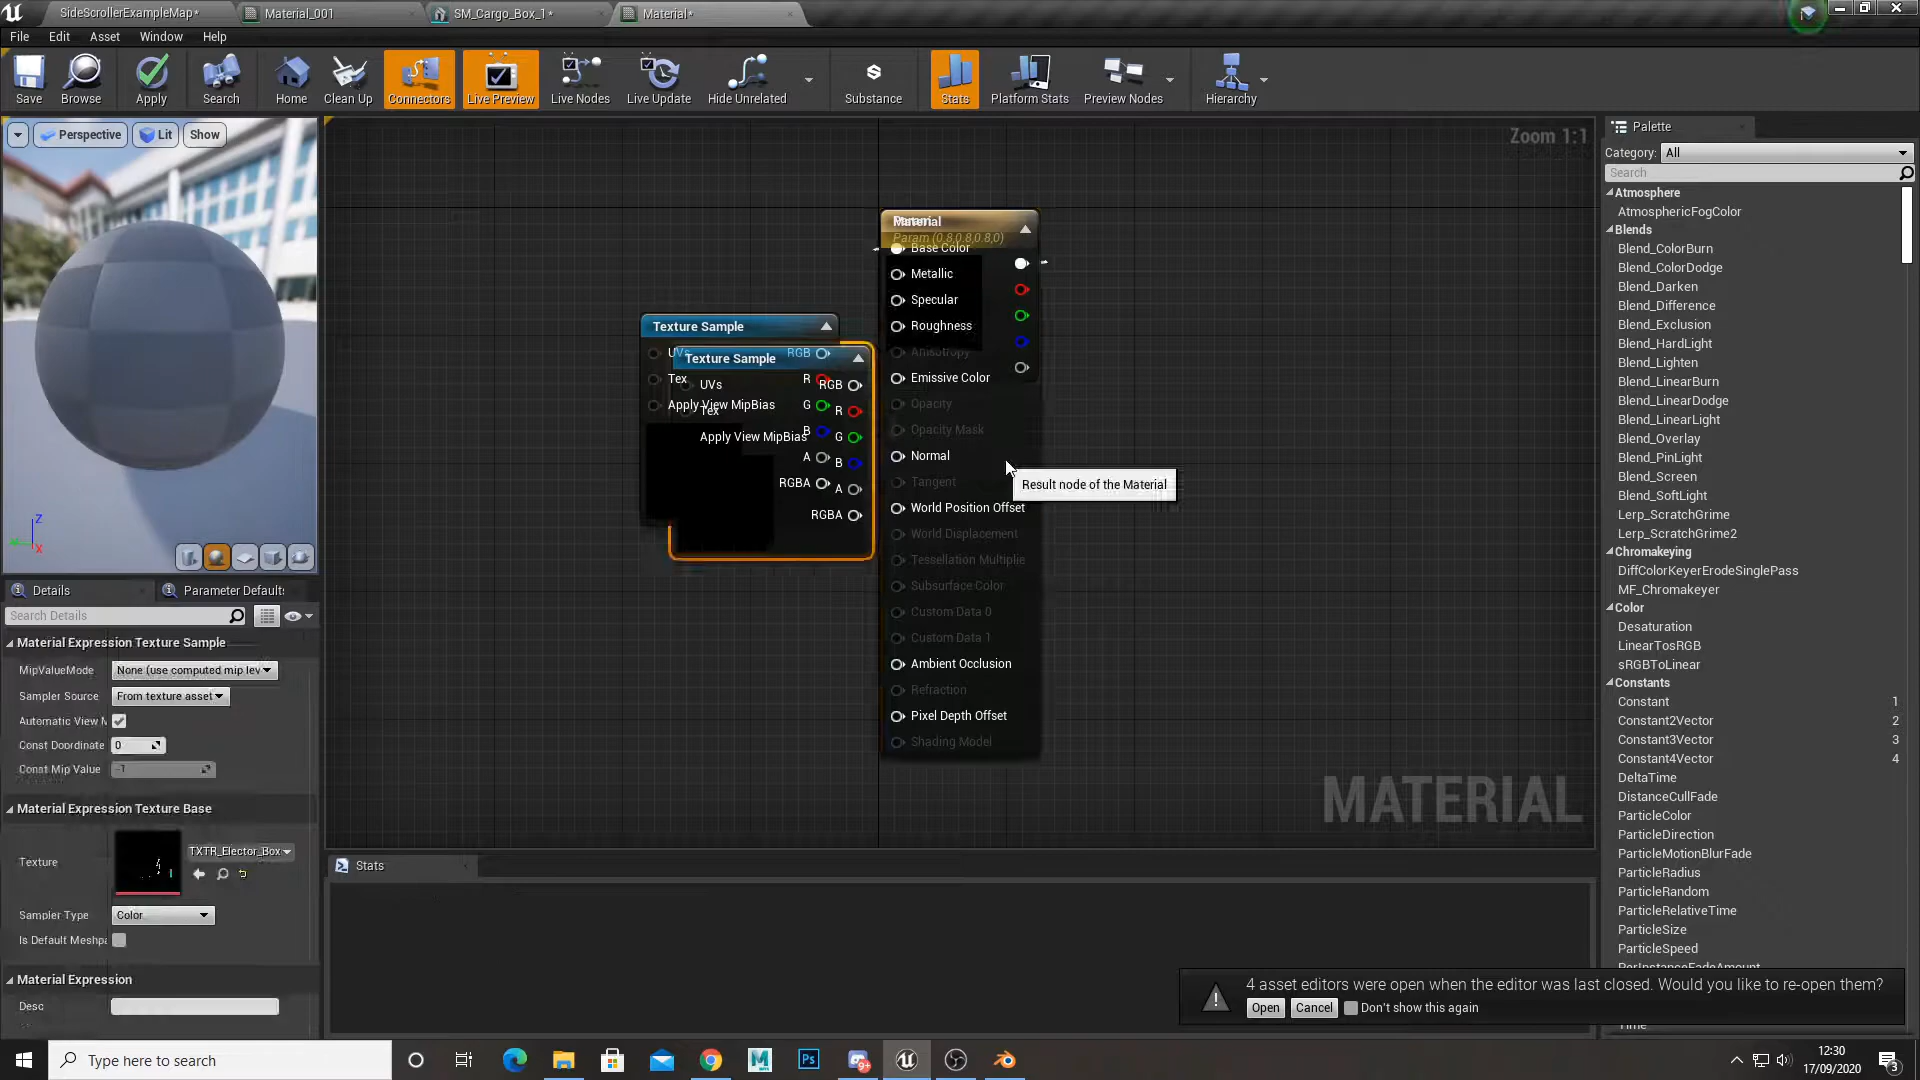 SideScrollerExampleMap*
Material_001
SM_Cargo_Box_1*
Material*
File
Edit
Asset
Window
Help
Save
Browse
Apply
Search
Home
Clean Up
Connectors
Live Preview
Live Nodes
Live Update
Hide Unrelated
Substance
Stats
Platform Stats
Preview Nodes
Hierarchy
Perspective
Lit
Show
Z
X
Details
Parameter Defaults
Search Details
Material Expression Texture Sample
MipValueMode
None (use computed mip lev
Sampler Source
From texture asset
Automatic View M
Const Coordinate
0
Const Mip Value
-1
Material Expression Texture Base
Texture
TXTR_Elector_Box
Sampler Type
Color
Is Default Meshpa
Material Expression
Desc
Zoom 1:1
Texture Sample
UVs
RGB
Tex
R
Apply View MipBias
G
B
A
RGBA
Texture Sample
UVs
RGB
Tex
R
Apply View MipBias
G
B
A
RGBA
Material
Param (0.8,0.8,0.8,0)
Base Color
Metallic
Specular
Roughness
Anisotropy
Emissive Color
Opacity
Opacity Mask
Normal
Tangent
World Position Offset
World Displacement
Tessellation Multiplie
Subsurface Color
Custom Data 0
Custom Data 1
Ambient Occlusion
Refraction
Pixel Depth Offset
Shading Model
Result node of the Material
MATERIAL
Stats
Palette
Category:
All
Search
Atmosphere
AtmosphericFogColor
Blends
Blend_ColorBurn
Blend_ColorDodge
Blend_Darken
Blend_Difference
Blend_Exclusion
Blend_HardLight
Blend_Lighten
Blend_LinearBurn
Blend_LinearDodge
Blend_LinearLight
Blend_Overlay
Blend_PinLight
Blend_Screen
Blend_SoftLight
Lerp_ScratchGrime
Lerp_ScratchGrime2
Chromakeying
DiffColorKeyerErodeSinglePass
MF_Chromakeyer
Color
Desaturation
LinearTosRGB
sRGBToLinear
Constants
Constant 1
Constant2Vector 2
Constant3Vector 3
Constant4Vector 4
DeltaTime
DistanceCullFade
ParticleColor
ParticleDirection
ParticleMotionBlurFade
ParticleRadius
ParticleRandom
ParticleRelativeTime
ParticleSize
ParticleSpeed
PerInstanceFadeAmount
Time
4 asset editors were open when the editor was last closed. Would you like to re-open them?
Open
Cancel
Don't show this again
Type here to search
Ps
9+
12:30
17/09/2020
3